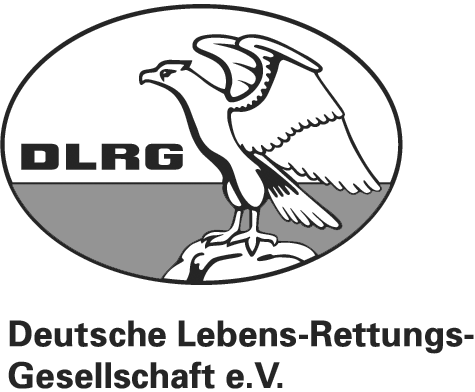 DLRG
Deutsche Lebens-Rettungs-
Gesellschaft e.V.